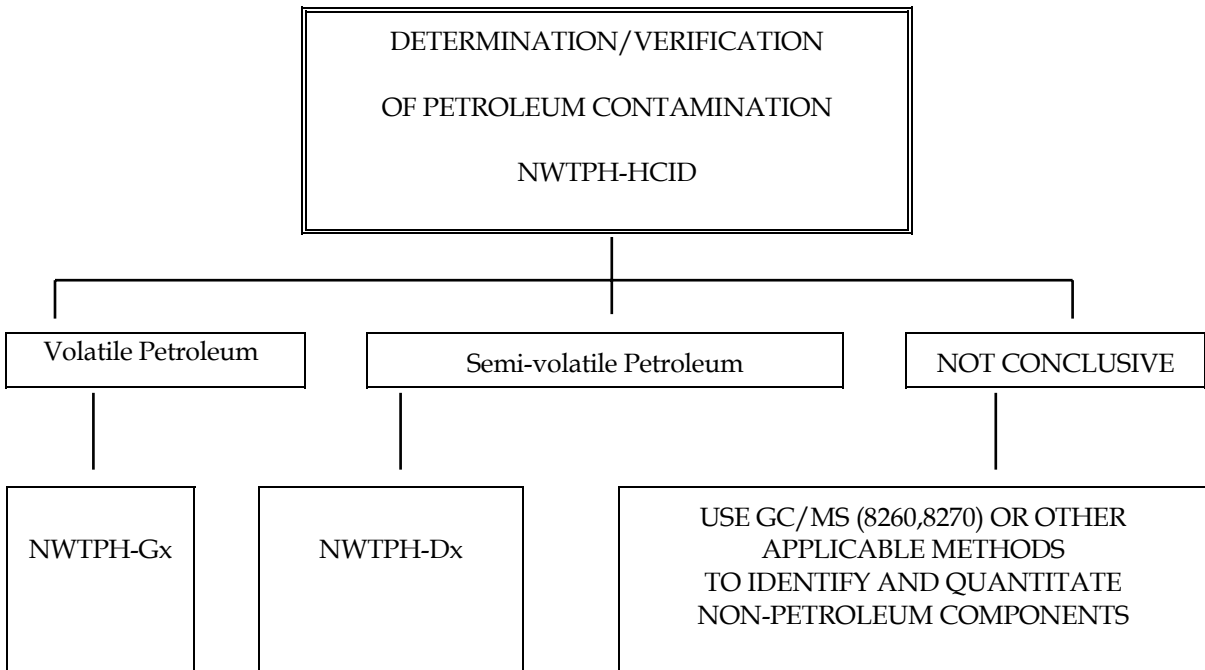 DETERMINATION/VERIFICATION
OF PETROLEUM CONTAMINATION
NWTPH-HCID
Volatile Petroleum
Semi-volatile Petroleum
NOT CONCLUSIVE
NWTPH-Gx
NWTPH-Dx
USE GC/MS (8260,8270) OR OTHER
APPLICABLE METHODS
TO IDENTIFY AND QUANTITATE
NON-PETROLEUM COMPONENTS